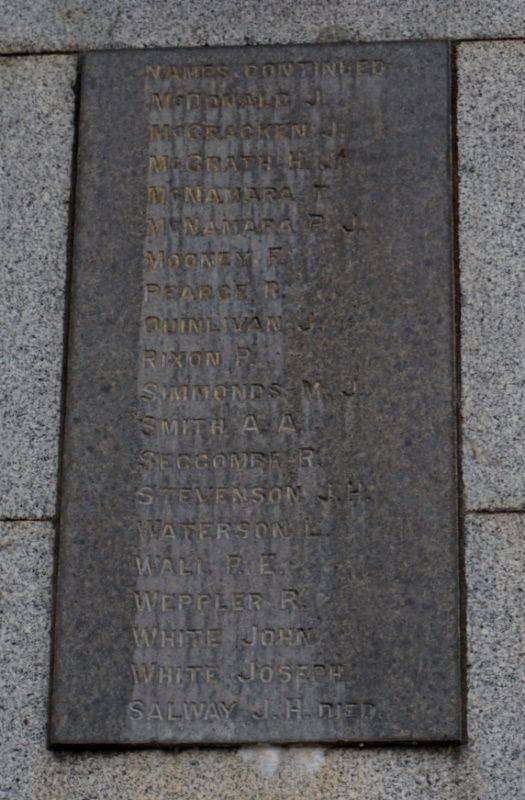 NAMES CONTINUED
McDONALD J.
McCRACKEN J.
McGRATH H. J.
McNAMARA T.
McNAMARA P. J.
MOONEY F.
PEARCE R.
QUINLIVAN J.
RIXON P.
SIMMONDS M. J.
SMITH A. A.
SECCOMBE R.
STEVENSON J. H.
WATERSON L.
WALL P. E.
WEPPLER R.
WHITE JOHN
WHITE JOSEPH
SALWAY J. H. DIED.